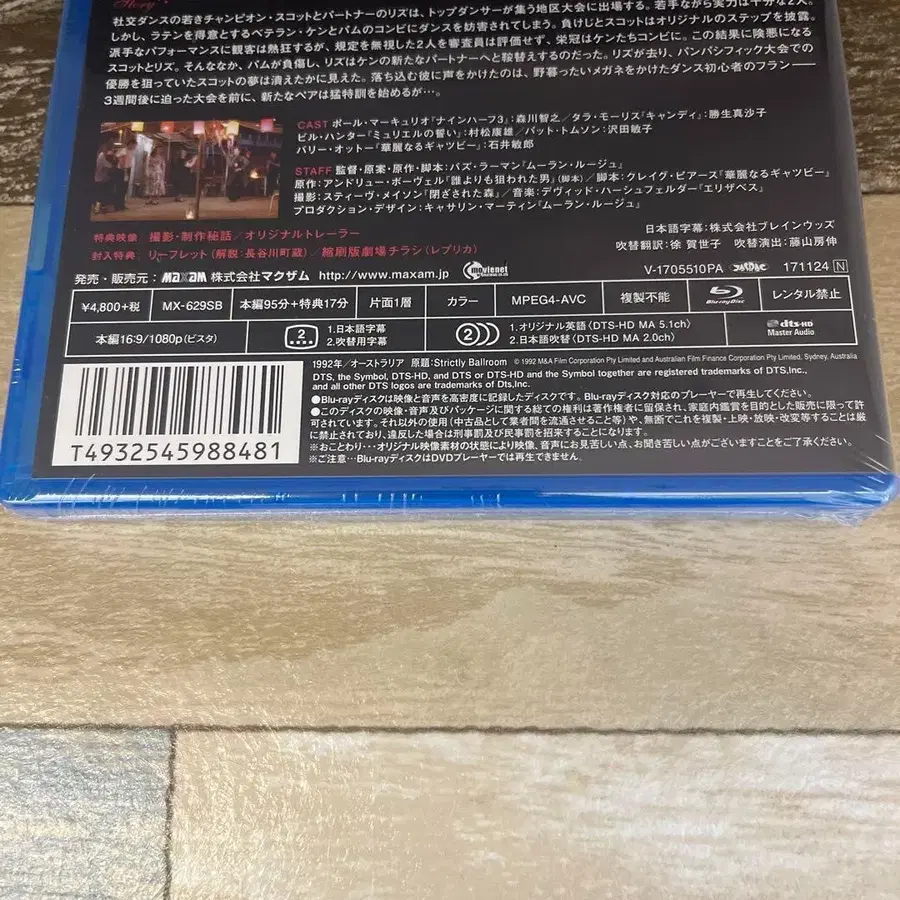 Story
社交ダンスの若きチャンピオン・スコットとパートナーのリズは、トップダンサーが集う地区大会に出場する。若手ながら実力は十分な2人。
しかし、ラテンを得意とするベテラン・ケンとパムのコンビにダンスを妨害されてしまう。負けじとスコットはオリジナルのステップを披露。
派手なパフォーマンスに観客は熱狂するが、規定を無視した2人を審査員は評価せず、栄冠はケンたちコンビに。この結果に険悪になる
スコットとリズ。そんななか、パムが負傷し、リズはケンの新たなパートナーへと鞍替えするのだった。リズが去り、パンパシフィック大会での
優勝を狙っていたスコットの夢は潰えたかに見えた。落ち込む彼に声をかけたのは、野暮ったいメガネをかけたダンス初心者のフラン――
3週間後に迫った大会を前に、新たなペアは猛特訓を始めるが…。
CAST ポール・マーキュリオ『ナインハーフ3』:森川智之/タラ・モーリス『キャンディ』:勝生真沙子
ビル・ハンター『ミュリエルの誓い』:村松康雄/パット・トムソン:沢田敏子
バリー・オットー『華麗なるギャツビー』:石井敏郎
STAFF 監督・原案・原作・脚本:バズ・ラーマン『ムーラン・ルージュ』
原作:アンドリュー・ボーヴェル『誰よりも狙われた男』(脚本)/脚本:クレイグ・ピアース『華麗なるギャツビー』
撮影:スティーヴ・メイソン『閉ざされた森』/音楽:デヴィッド・ハーシュフェルダー『エリザベス』
プロダクション・デザイン:キャサリン・マーティン『ムーラン・ルージュ』
特典映像 撮影・制作秘話/オリジナルトレーラー
封入特典 リーフレット(解説:長谷川町蔵)/縮刷版劇場チラシ(レプリカ)
日本語字幕:株式会社ブレインウッズ
吹替翻訳:徐 賀世子 吹替演出:藤山房伸
発売・販売元: MAXAM 株式会社マクザム http://www.maxam.jp movienet
V-1705510PA 171124 N
¥4,800+税 MX-629SB 本編95分+特典17分 片面1層 カラー MPEG4-AVC 複製不能 Blu-ray Disc レンタル禁止
本編16:9/1080p(ビスタ) 2 1.日本語字幕 2.吹替用字幕 2 1.オリジナル英語(DTS-HD MA 5.1ch) 2.日本語吹替(DTS-HD MA 2.0ch) dts-HD Master Audio
1992年/オーストラリア 原題:Strictly Ballroom © 1992 M&A Film Corporation Pty Limited and Australian Film Finance Corporation Pty Limited, Sydney, Australia
DTS, the Symbol, DTS-HD, and DTS or DTS-HD and the Symbol together are registered trademarks of DTS,Inc.,
and all other DTS logos are trademarks of Dts,Inc.
●Blu-rayディスクは映像と音声を高密度に記録したディスクです。Blu-rayディスク対応のプレーヤーで再生してください。
●このディスクの映像・音声及びパッケージに関する総ての権利は著作権者に留保され、家庭内鑑賞を目的とした販売に限って許可
されています。それ以外の使用(中古品として業者間を流通させること等)や、無断でこれを複製・上映・放映・改変等することは厳
に禁止されており、違反した場合は刑事罰及び民事罰を招来することになります。
※おことわり・・・オリジナル映像素材の状態により映像、音声にお見苦しい点、お聞き苦しい点がございますことをご了承ください。
※ご注意…Blu-rayディスクはDVDプレーヤーでは再生できません。
T4932545988481